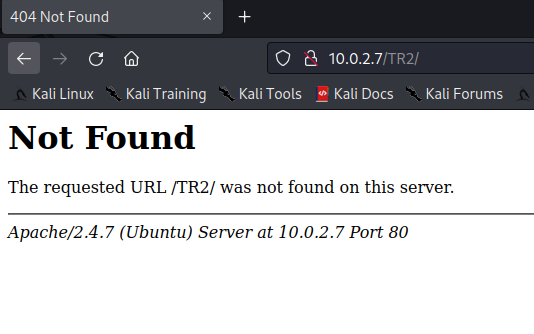 404 Not Found
10.0.2.7/TR2/
Kali Linux Kali Training Kali Tools Kali Docs Kali Forums
Not Found
The requested URL /TR2/ was not found on this server.
Apache/2.4.7 (Ubuntu) Server at 10.0.2.7 Port 80